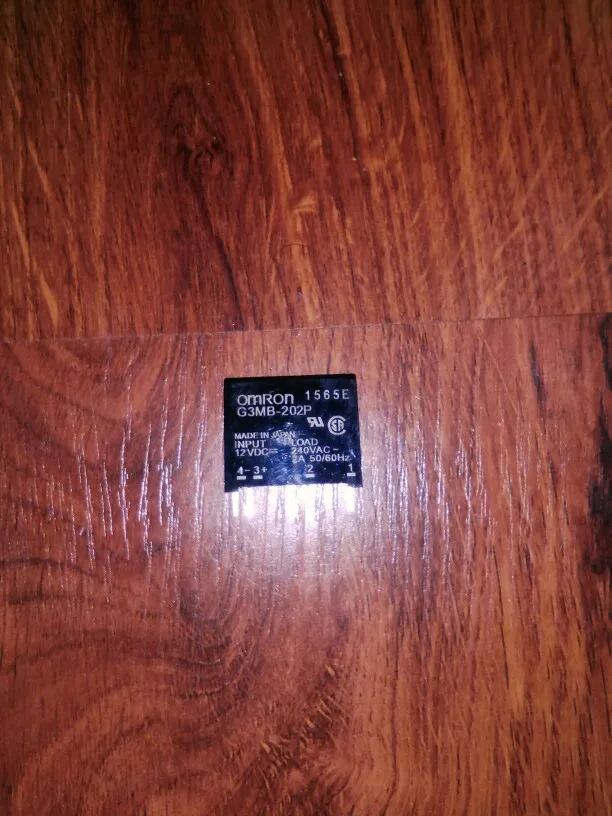 omRon 1565E
G3MB-202P
MADE IN JAPAN
INPUT LOAD
12VDC 240VAC~
2A 50/60Hz
4- 3+ 2 1